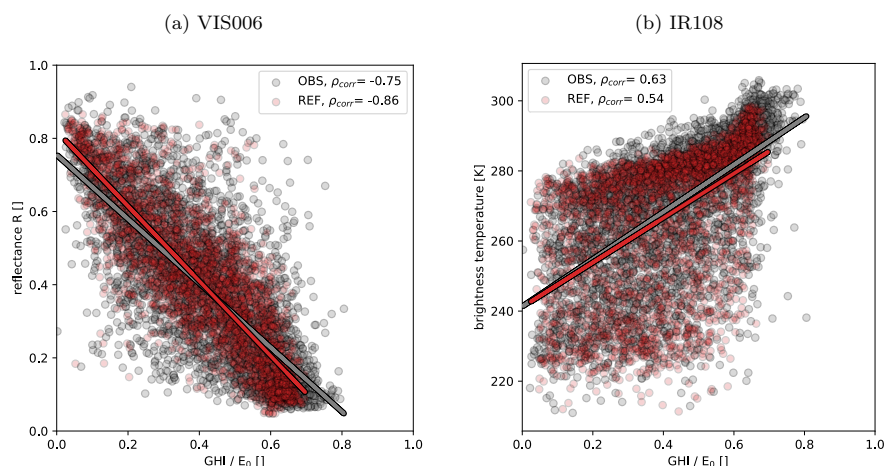 (a) VIS006
(b) IR108
OBS, ρcorr= -0.75
REF, ρcorr= -0.86
reflectance R []
1.0
0.8
0.6
0.4
0.2
0.0
0.0 0.2 0.4 0.6 0.8 1.0
GHI / E0 []
OBS, ρcorr= 0.63
REF, ρcorr= 0.54
brightness temperature [K]
300
280
260
240
220
0.0 0.2 0.4 0.6 0.8 1.0
GHI / E0 []